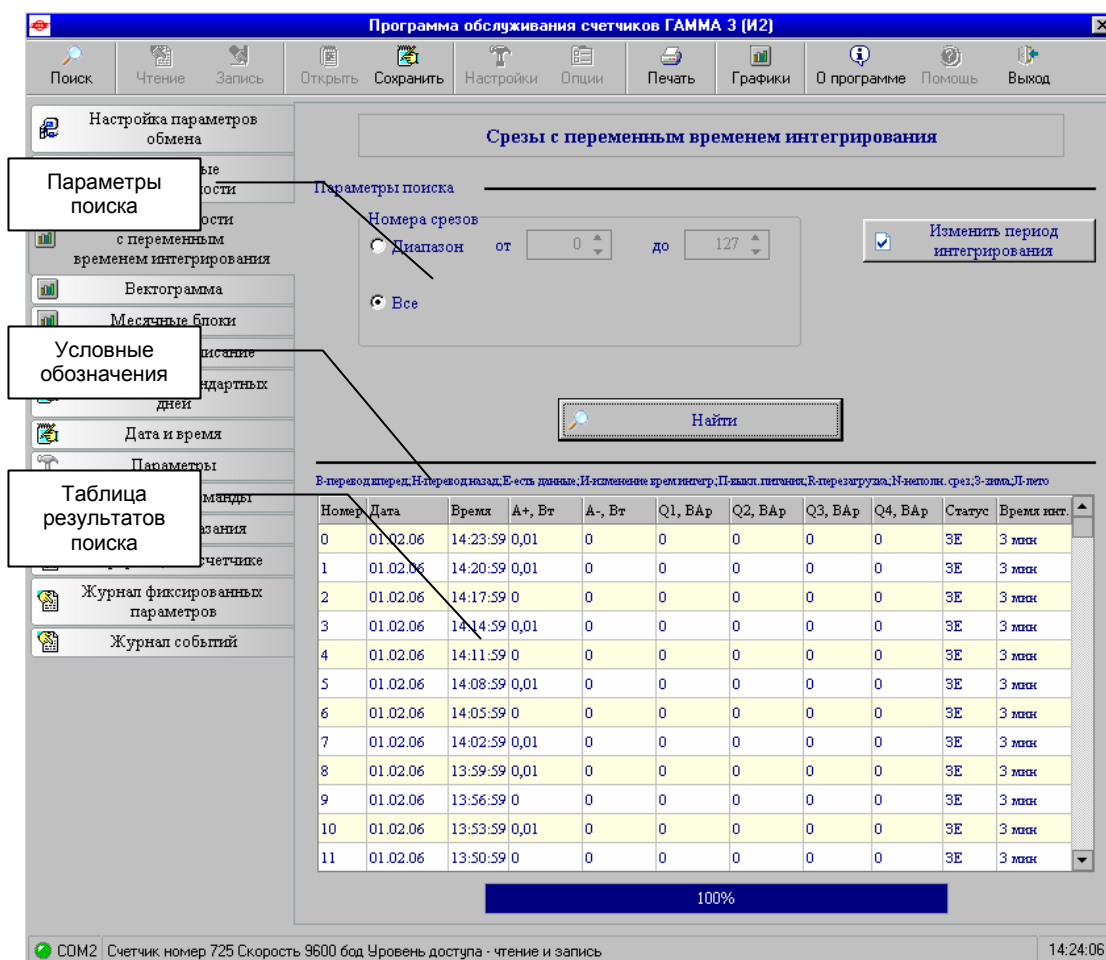 Программа обслуживания счетчиков ГАММА 3 (И2)
Поиск Чтение Запись Открыть Сохранить Настройки Опции Печать Графики О программе Помощь Выход
Настройка параметров
обмена
ости
ости
с переменным
временем интегрирования
Вектограмма
Месячные блоки
дней
Дата и время
Параметры
Журнал фиксированных
параметров
Журнал событий
Параметры
поиска
Условные
обозначения
Таблица
результатов
поиска
Срезы с переменным временем интегрирования
Параметры поиска
Номера срезов
Диапазон от 0 до 127
Все
Изменить период
интегрирования
Найти
В-перевод вперед;Н-перевод назад;Е-есть данные;И-изменение врем интегр;П-выкл. питания;R-перезагрузка;N-неполн. срез;З-зима;Л-лето
Номер Дата Время А+, Вт А-, Вт Q1, ВАр Q2, ВАр Q3, ВАр Q4, ВАр Статус Время инт.
0 01.02.06 14:23:59 0,01 0 0 0 0 0 ЗЕ 3 мин
1 01.02.06 14:20:59 0,01 0 0 0 0 0 ЗЕ 3 мин
2 01.02.06 14:17:59 0 0 0 0 0 0 ЗЕ 3 мин
3 01.02.06 14:14:59 0,01 0 0 0 0 0 ЗЕ 3 мин
4 01.02.06 14:11:59 0 0 0 0 0 0 ЗЕ 3 мин
5 01.02.06 14:08:59 0,01 0 0 0 0 0 ЗЕ 3 мин
6 01.02.06 14:05:59 0 0 0 0 0 0 ЗЕ 3 мин
7 01.02.06 14:02:59 0,01 0 0 0 0 0 ЗЕ 3 мин
8 01.02.06 13:59:59 0,01 0 0 0 0 0 ЗЕ 3 мин
9 01.02.06 13:56:59 0 0 0 0 0 0 ЗЕ 3 мин
10 01.02.06 13:53:59 0,01 0 0 0 0 0 ЗЕ 3 мин
11 01.02.06 13:50:59 0 0 0 0 0 0 ЗЕ 3 мин
100%
COM2 Счетчик номер 725 Скорость 9600 бод Уровень доступа - чтение и запись 14:24:06